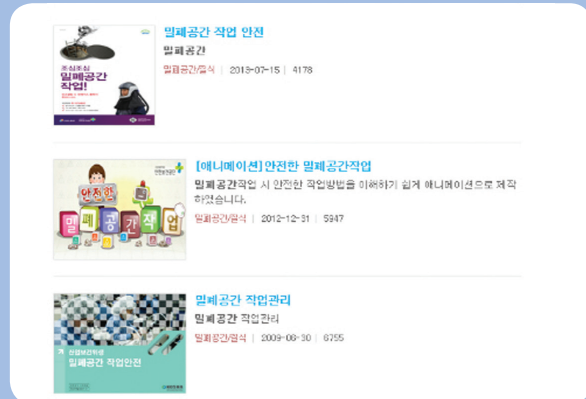 밀폐공간 작업 안전
밀폐공간
밀폐공간/질식 | 2013-07-15 | 4178
조심조심
밀폐공간
작업!
[애니메이션]안전한 밀폐공간작업
밀폐공간작업 시 안전한 작업방법을 이해하기 쉽게 애니메이션으로 제작
하였습니다.
밀폐공간/질식 | 2012-12-31 | 5947
안전한
밀폐공간작업
밀폐공간 작업관리
밀폐공간 작업관리
밀폐공간/질식 | 2009-06-30 | 6755
산업보건위생
밀폐공간 작업안전